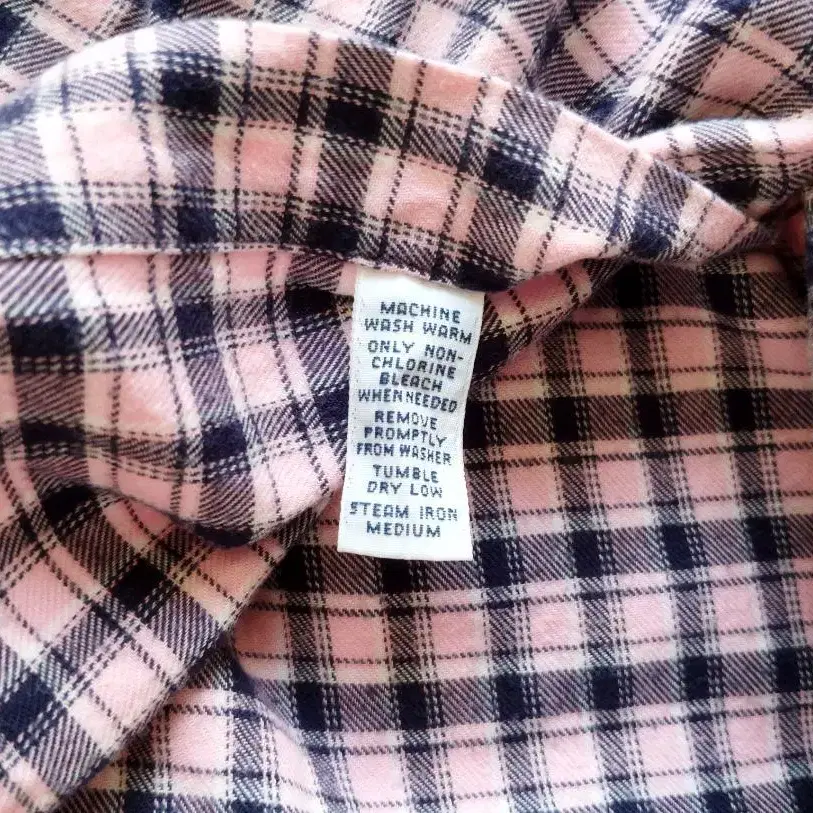 MACHINE
WASH WARM
ONLY NON-
CHLORINE
BLEACH
WHEN NEEDED
REMOVE
PROMPTLY
FROM WASHER
TUMBLE
DRY LOW
STEAM IRON
MEDIUM